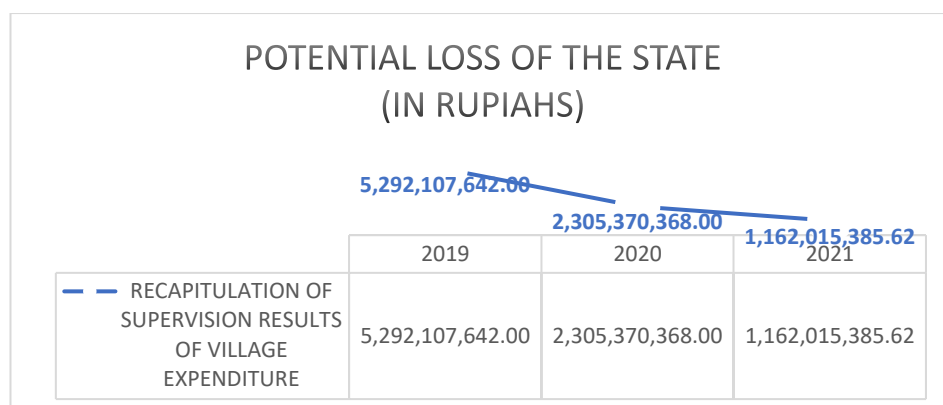 POTENTIAL LOSS OF THE STATE
(IN RUPIAHS)
5,292,107,642.00
2,305,370,368.00
1,162,015,385.62
2019 2020 2021
RECAPITULATION OF
SUPERVISION RESULTS
OF VILLAGE
EXPENDITURE
5,292,107,642.00 2,305,370,368.00 1,162,015,385.62